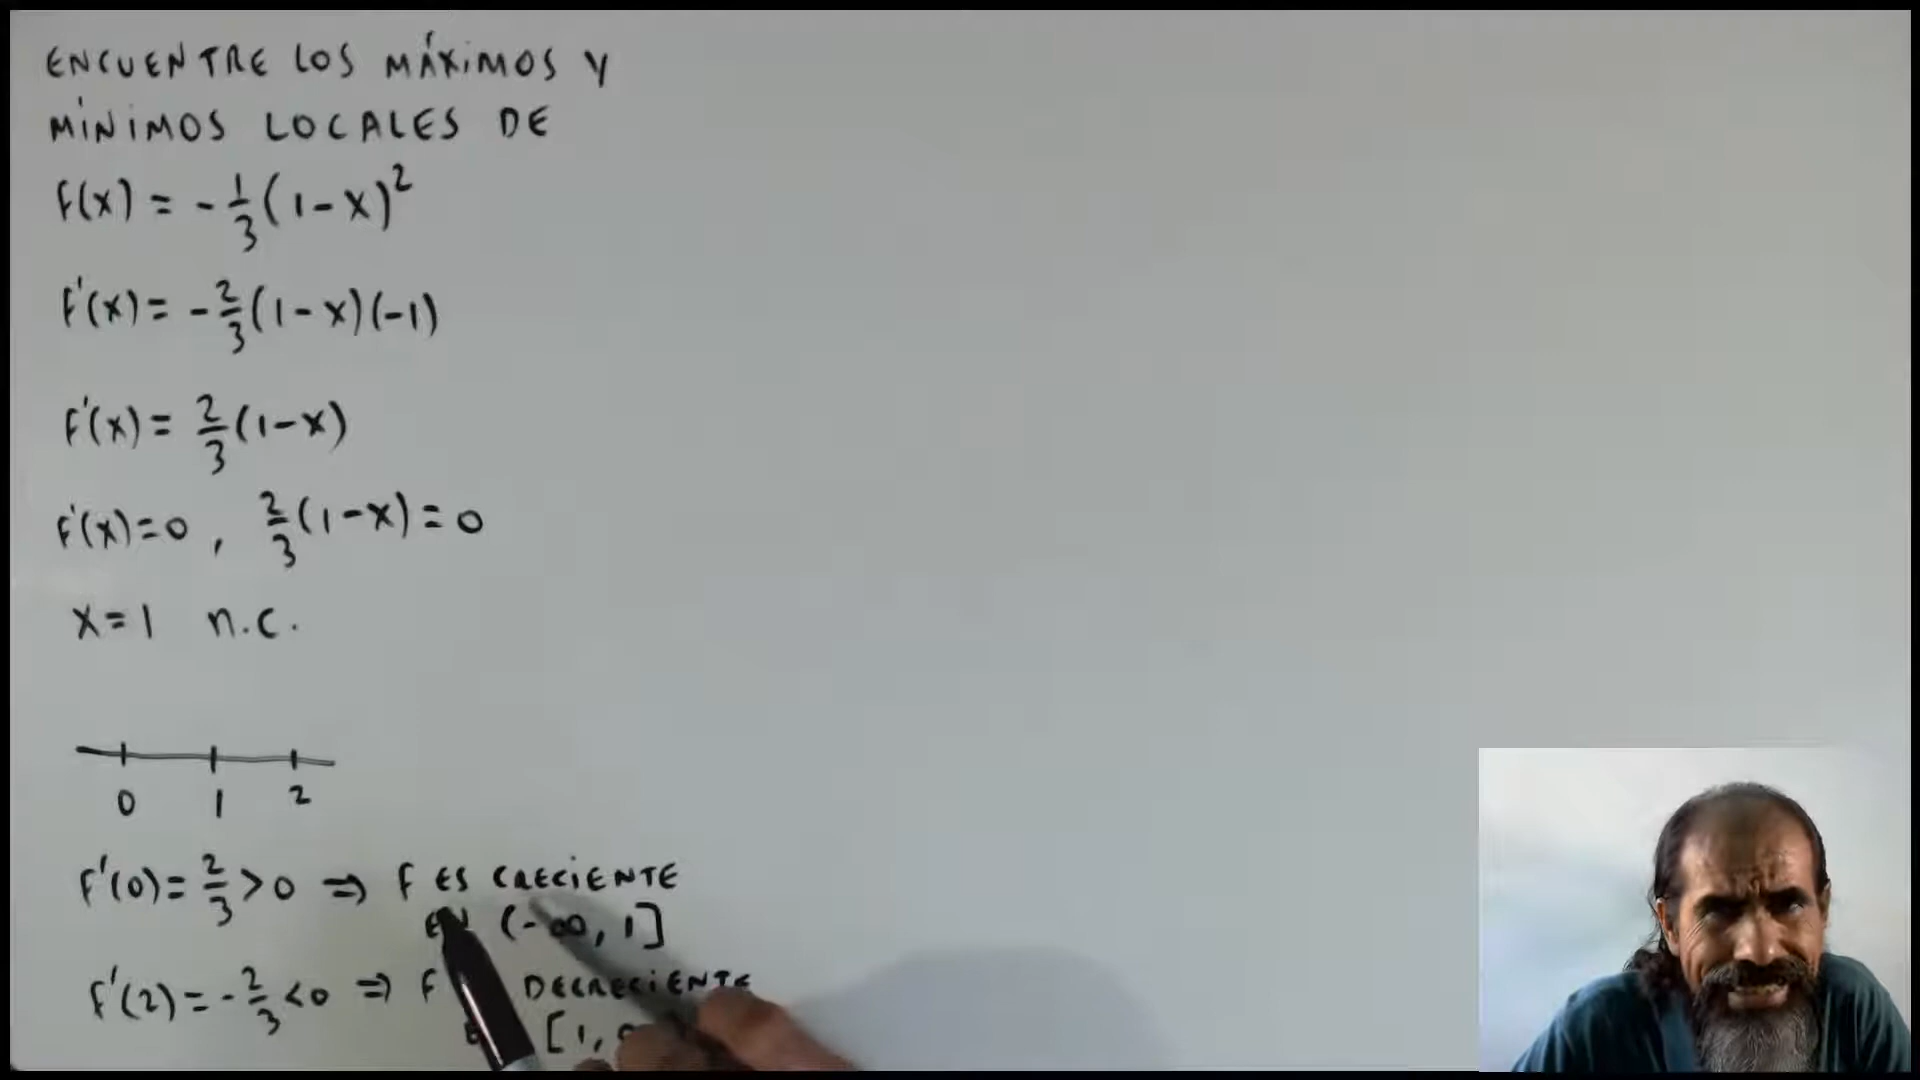 ENCUENTRE LOS MÁXIMOS Y
MÍNIMOS LOCALES DE
F(x) = -1/3(1-x)²
F'(x) = -2/3(1-x)(-1)
F'(x) = 2/3(1-x)
F'(x)=0, 2/3(1-x)=0
x=1 n.c.
0 1 2
F'(0)=2/3>0 ⇒ F ES CRECIENTE
EN (-∞, 1]
F'(2)=-2/3<0 ⇒ F DECRECIENTE
[1,